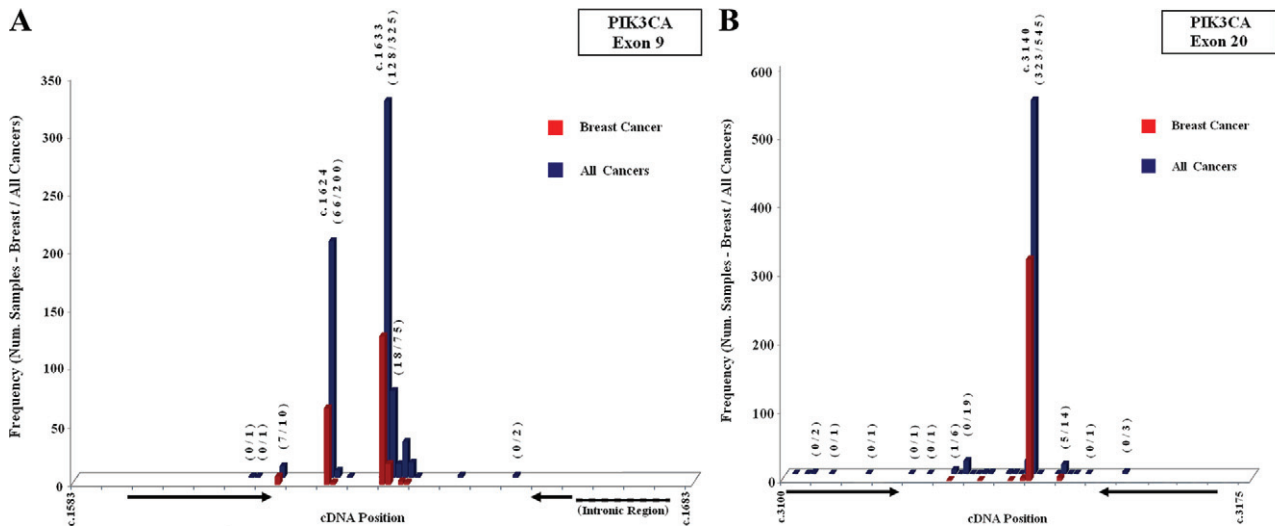 A
PIK3CA
Exon 9
Frequency (Num. Samples - Breast / All Cancers)
350
300
250
200
150
100
50
0
c.1633
(128/325)
c.1624
(66/200)
(18/75)
(0/1)
(0/1)
(7/10)
(0/2)
Breast Cancer
All Cancers
c.1583
cDNA Position
(Intronic Region)
c.1683
B
PIK3CA
Exon 20
Frequency (Num. Samples - Breast / All Cancers)
600
500
400
300
200
100
0
c.3140
(323/545)
(0/2)
(0/1)
(0/1)
(0/1)
(0/1)
(1/6)
(0/19)
(5/14)
(0/1)
(0/3)
Breast Cancer
All Cancers
c.3100
cDNA Position
c.3175